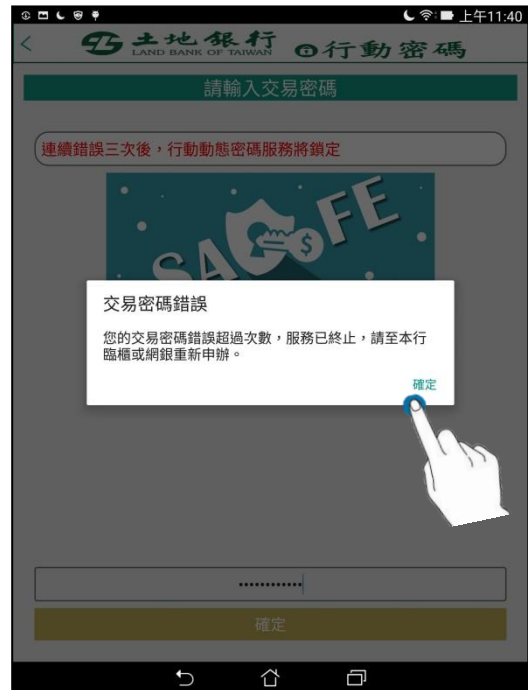 上午11:40
土地銀行
LAND BANK OF TAIWAN
行動密碼
請輸入交易密碼
連續錯誤三次後，行動動態密碼服務將鎖定
SAFE
$
交易密碼錯誤
您的交易密碼錯誤超過次數，服務已終止，請至本行
臨櫃或網銀重新申辦。
確定
••••••••••••
確定